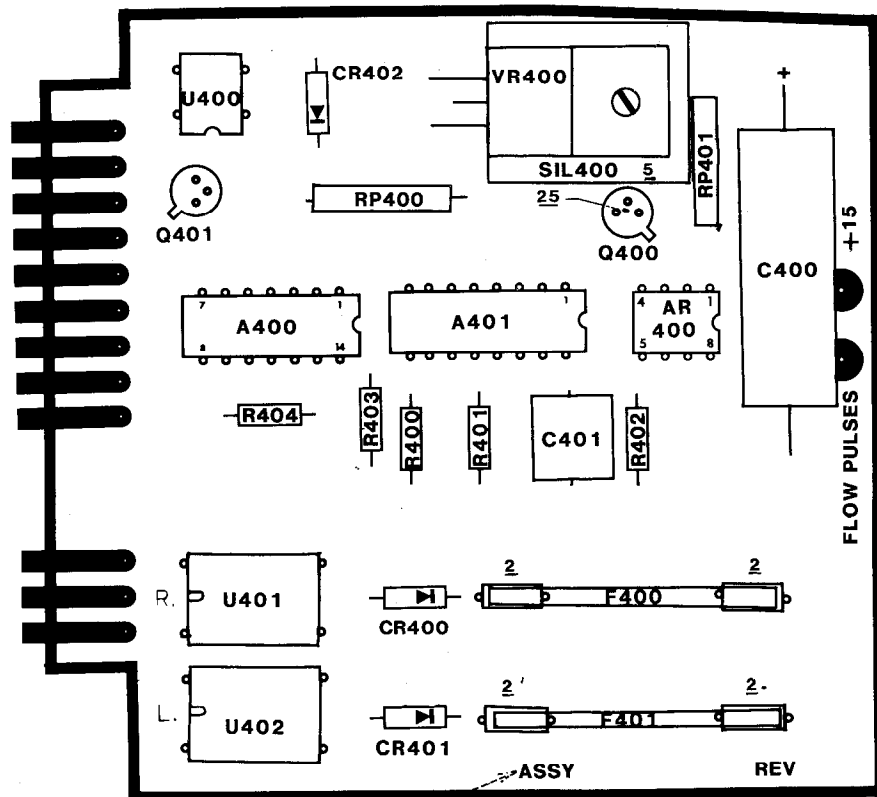 U400
CR402
VR400
+
SIL400
5
RP401
RP400
25
Q401
Q400
+15
C400
7
1
A400
8
14
1
A401
4
1
AR
400
5
8
R404
R403
R400
R401
C401
R402
FLOW PULSES
R.
U401
CR400
2
F400
2
L.
U402
CR401
2
F401
2.
ASSY
REV